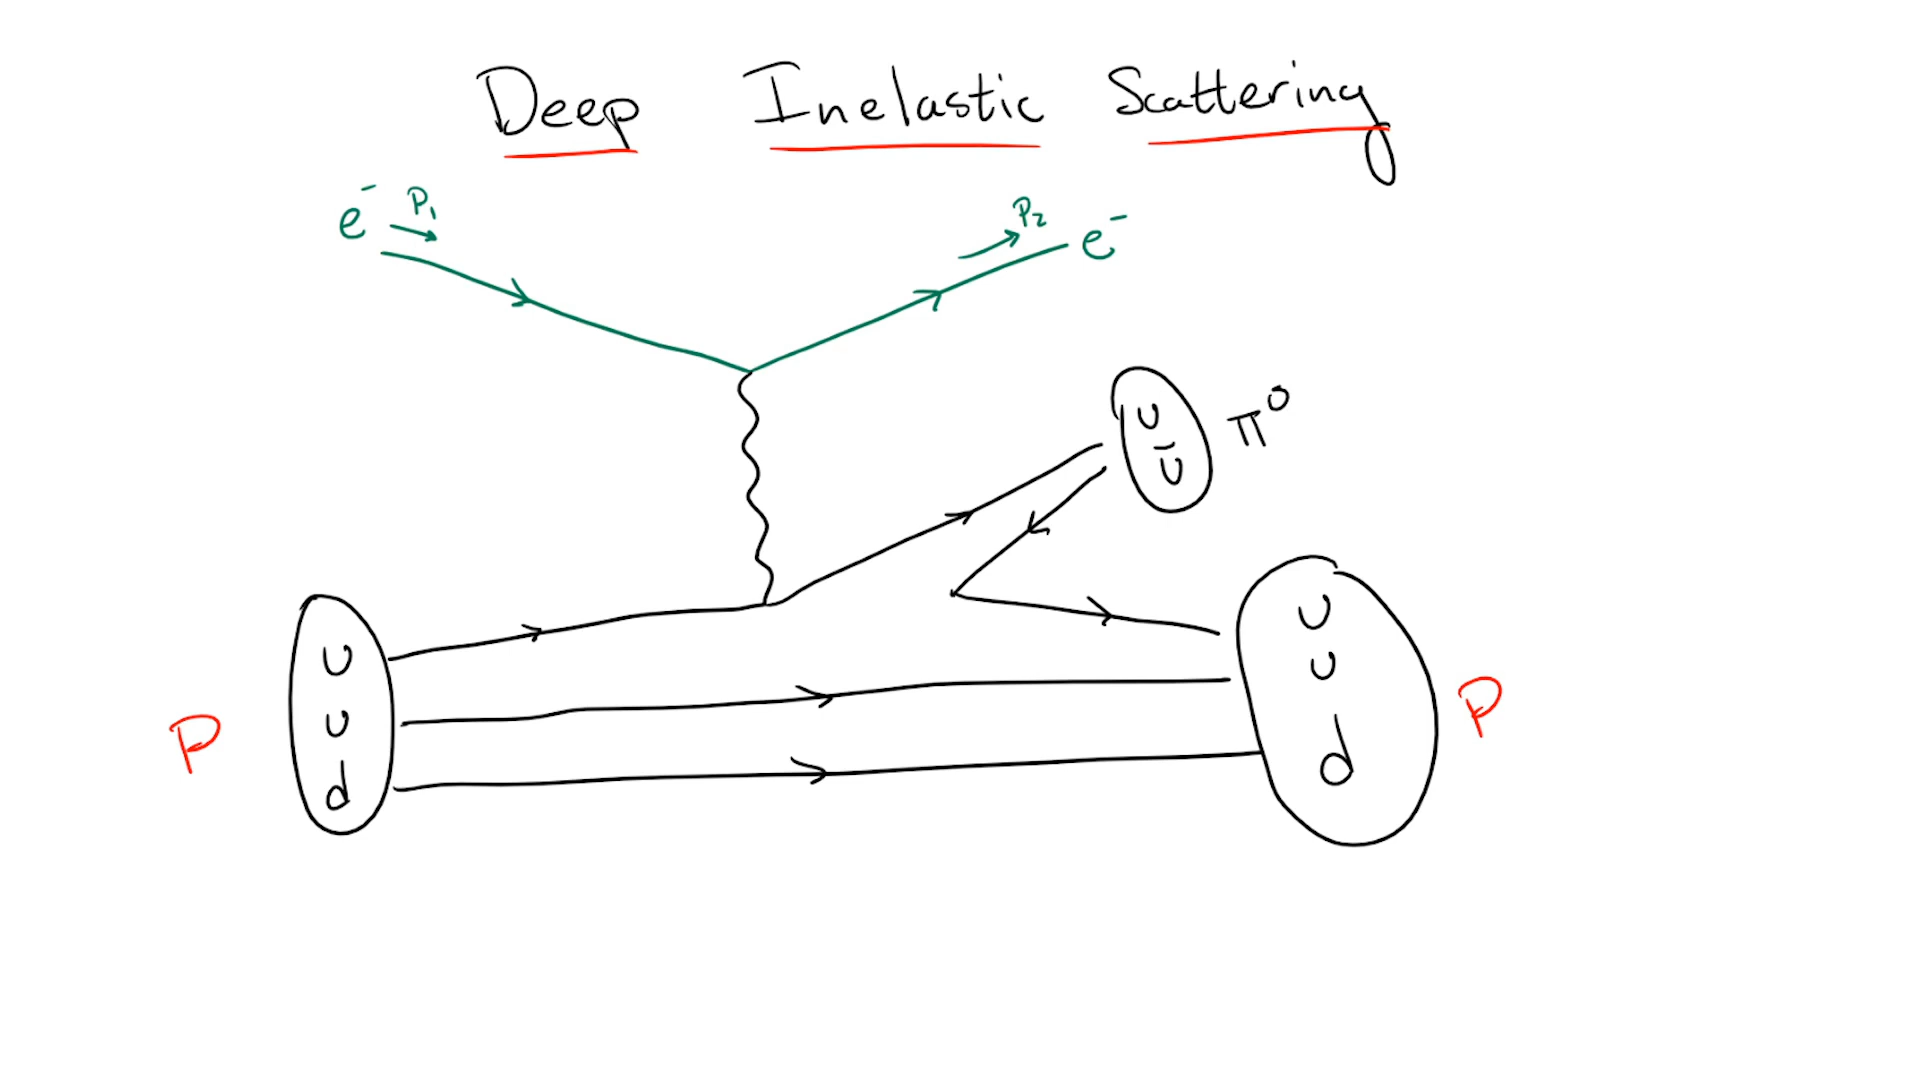 Deep Inelastic Scattering
e⁻ P₁
P₂ e⁻
u ū π⁰
P
u
u
d
u
u
d
P